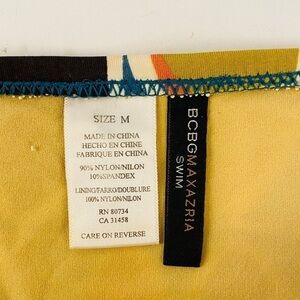 SIZE M
MADE IN CHINA
HECHO EN CHINE
FABRIQUE EN CHINA
90% NYLON/NILON
10%SPANDEX
LINING/FARRO/DOUBLURE
100% NYLON/NILON
RN 80734
CA 31458
CARE ON REVERSE
BCBGMAXAZRIA
SWIM